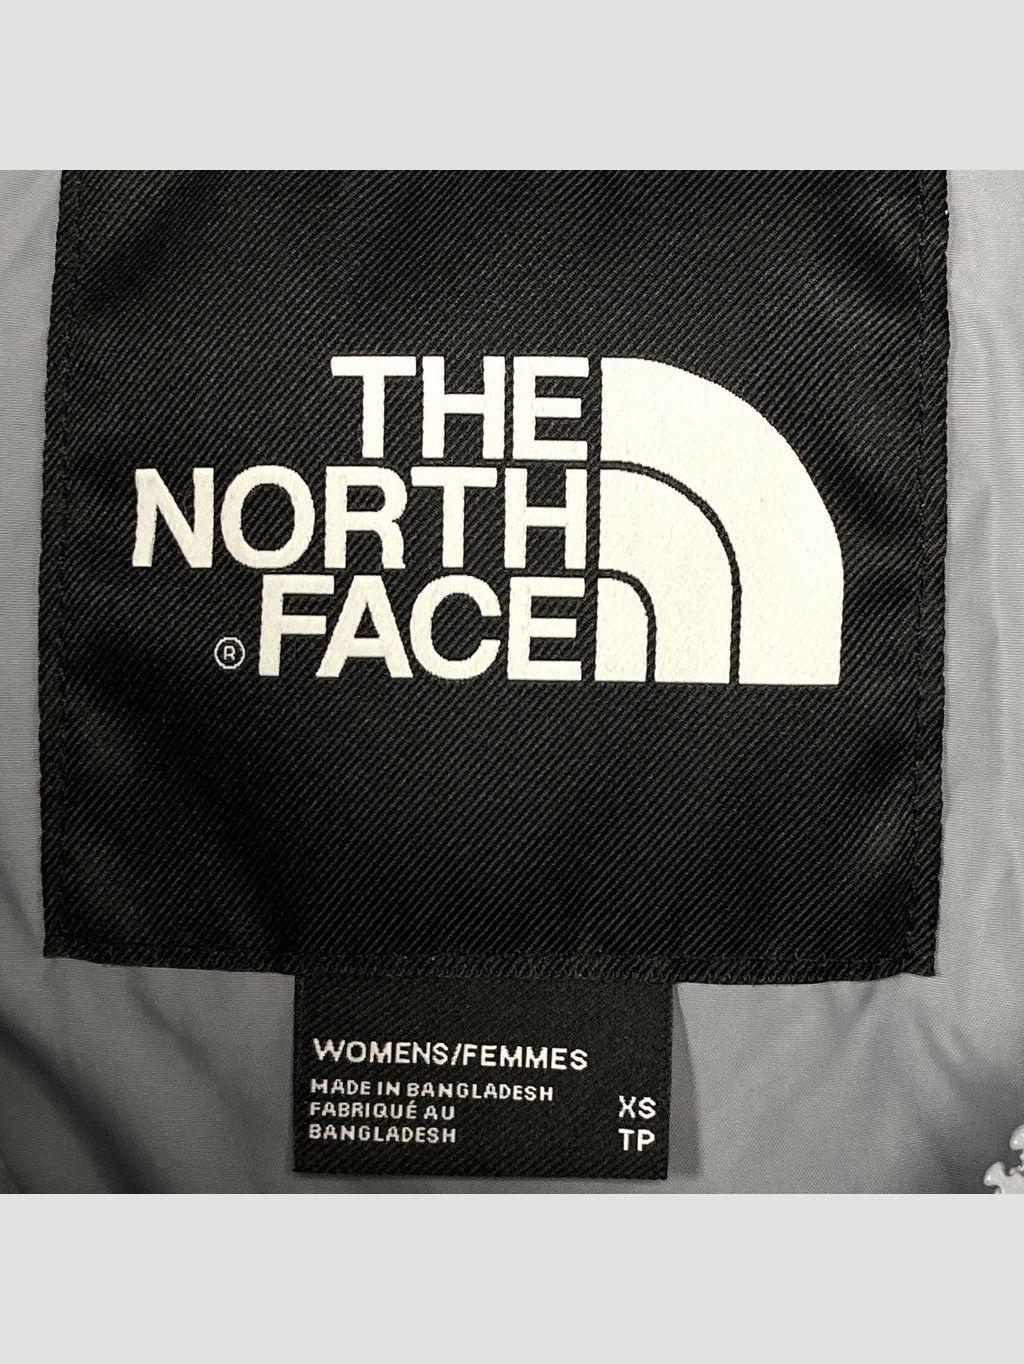 THE
NORTH
® FACE
WOMENS/FEMMES
MADE IN BANGLADESH
FABRIQUÉ AU
BANGLADESH
XS
TP